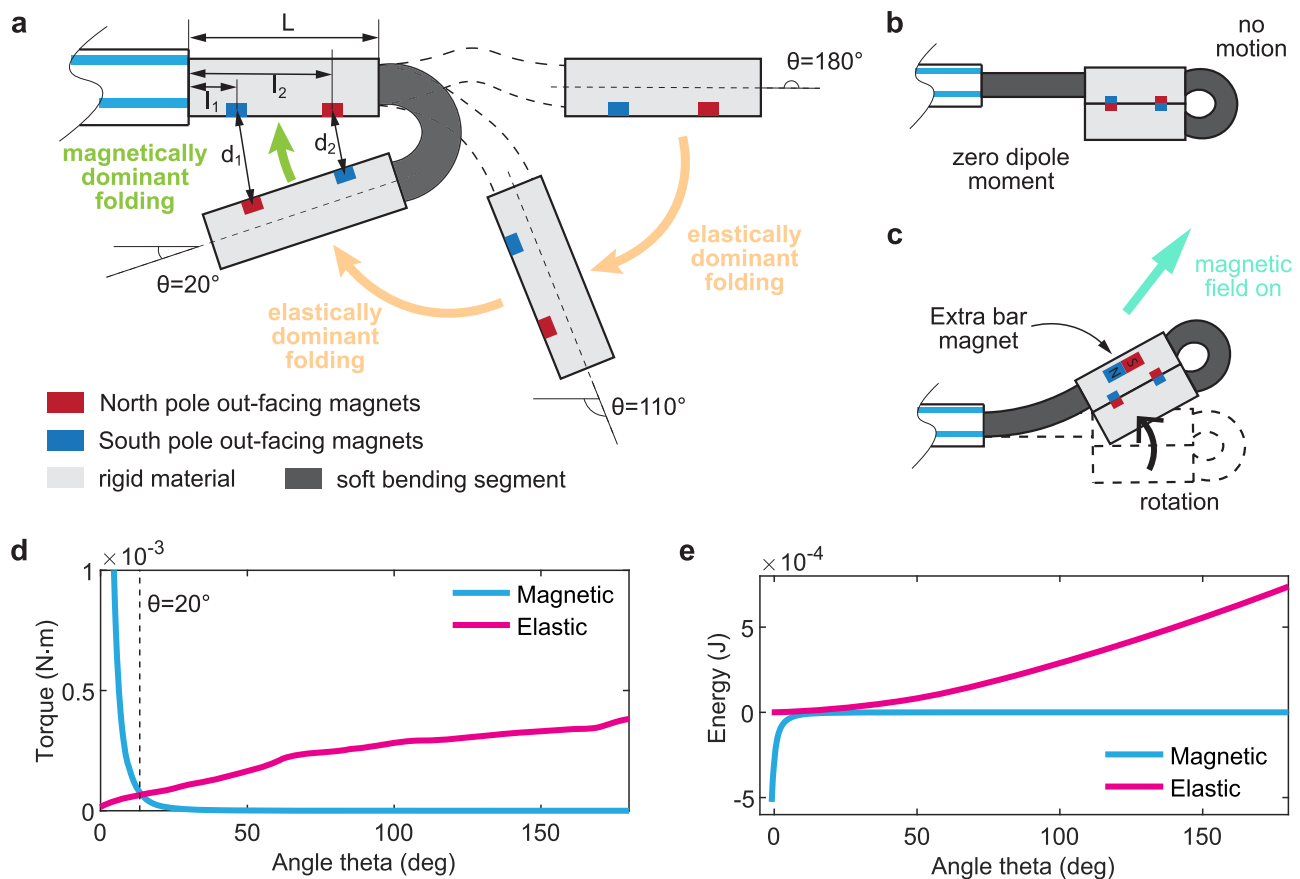 a
L
l₁
l₂
d₁
d₂
θ=180°
magnetically
dominant
folding
θ=20°
elastically
dominant
folding
elastically
dominant
folding
θ=110°
North pole out-facing magnets
South pole out-facing magnets
rigid material
soft bending segment
b
no
motion
zero dipole
moment
c
magnetic
field on
Extra bar
magnet
N S
rotation
d
×10⁻³
1
0.5
0
θ=20°
Magnetic
Elastic
Torque (N·m)
0 50 100 150
Angle theta (deg)
e
×10⁻⁴
5
0
-5
Energy (J)
Magnetic
Elastic
0 50 100 150
Angle theta (deg)